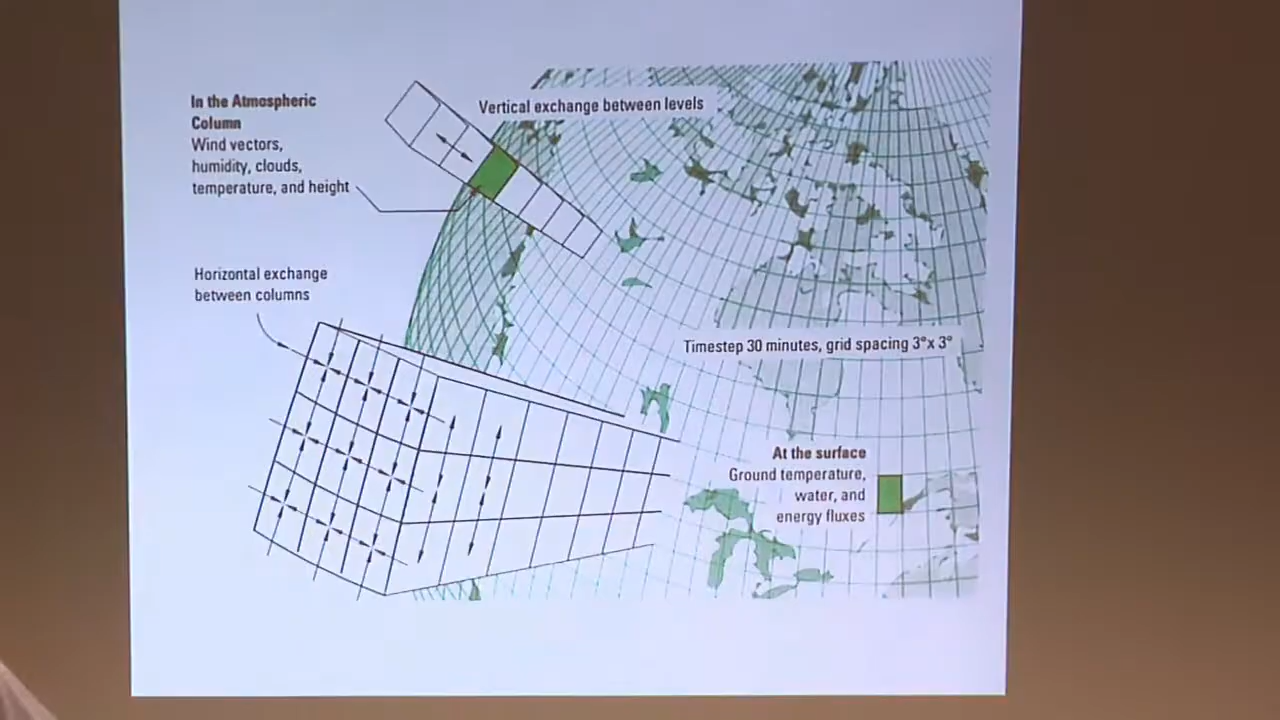 In the Atmospheric
Column
Wind vectors,
humidity, clouds,
temperature, and height
Vertical exchange between levels
Horizontal exchange
between columns
Timestep 30 minutes, grid spacing 3°x 3°
At the surface
Ground temperature,
water, and
energy fluxes